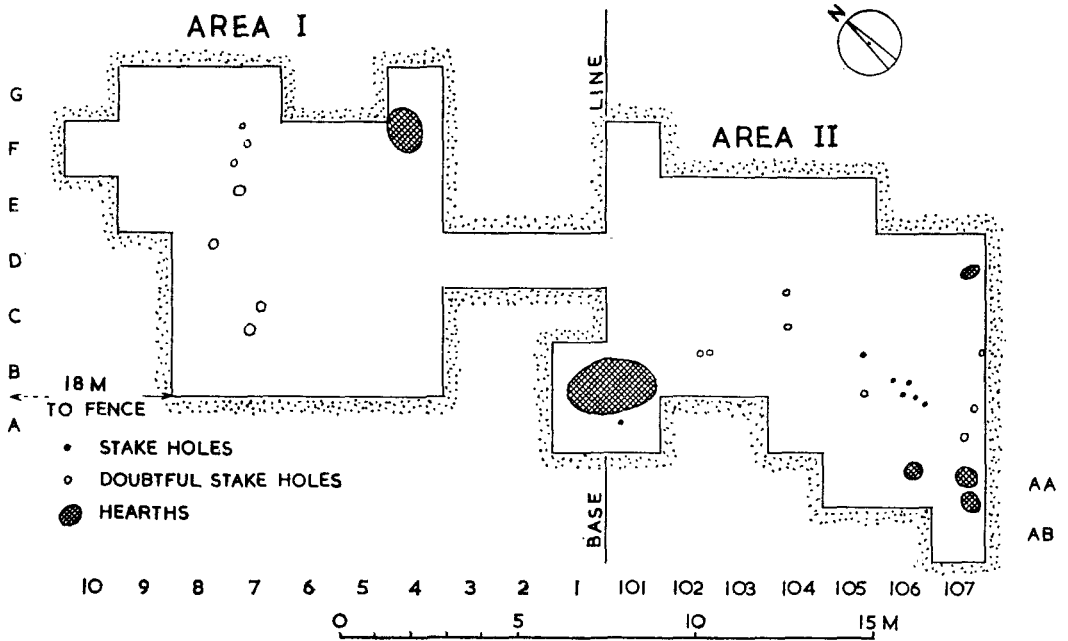 AREA I
N
LINE
AREA II
G
F
E
D
C
B
A
18 M
TO FENCE
STAKE HOLES
DOUBTFUL STAKE HOLES
HEARTHS
BASE
AA
AB
10 9 8 7 6 5 4 3 2 1 101 102 103 104 105 106 107
0 5 10 15 M